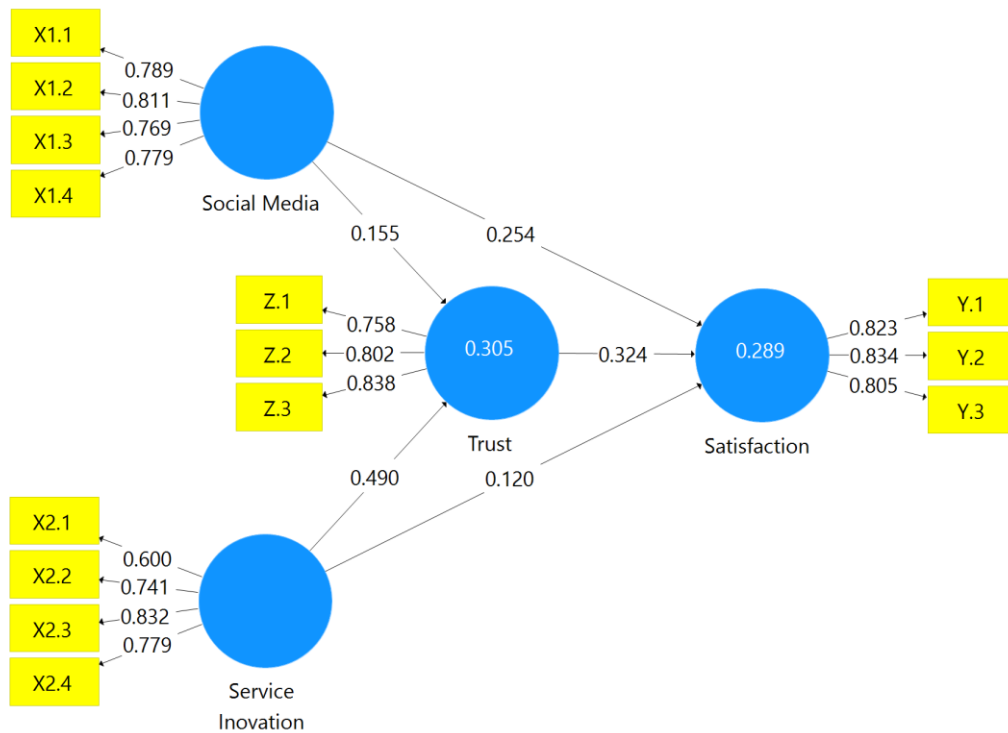 X1.1
0.789
X1.2
0.811
X1.3
0.769
0.779
X1.4
Social Media
0.155
0.254
Z.1
0.758
Z.2
0.802
Z.3
0.838
0.305
Trust
0.324
0.289
Satisfaction
0.823
Y.1
0.834
Y.2
0.805
Y.3
0.490
0.120
X2.1
0.600
X2.2
0.741
X2.3
0.832
0.779
X2.4
Service
Inovation